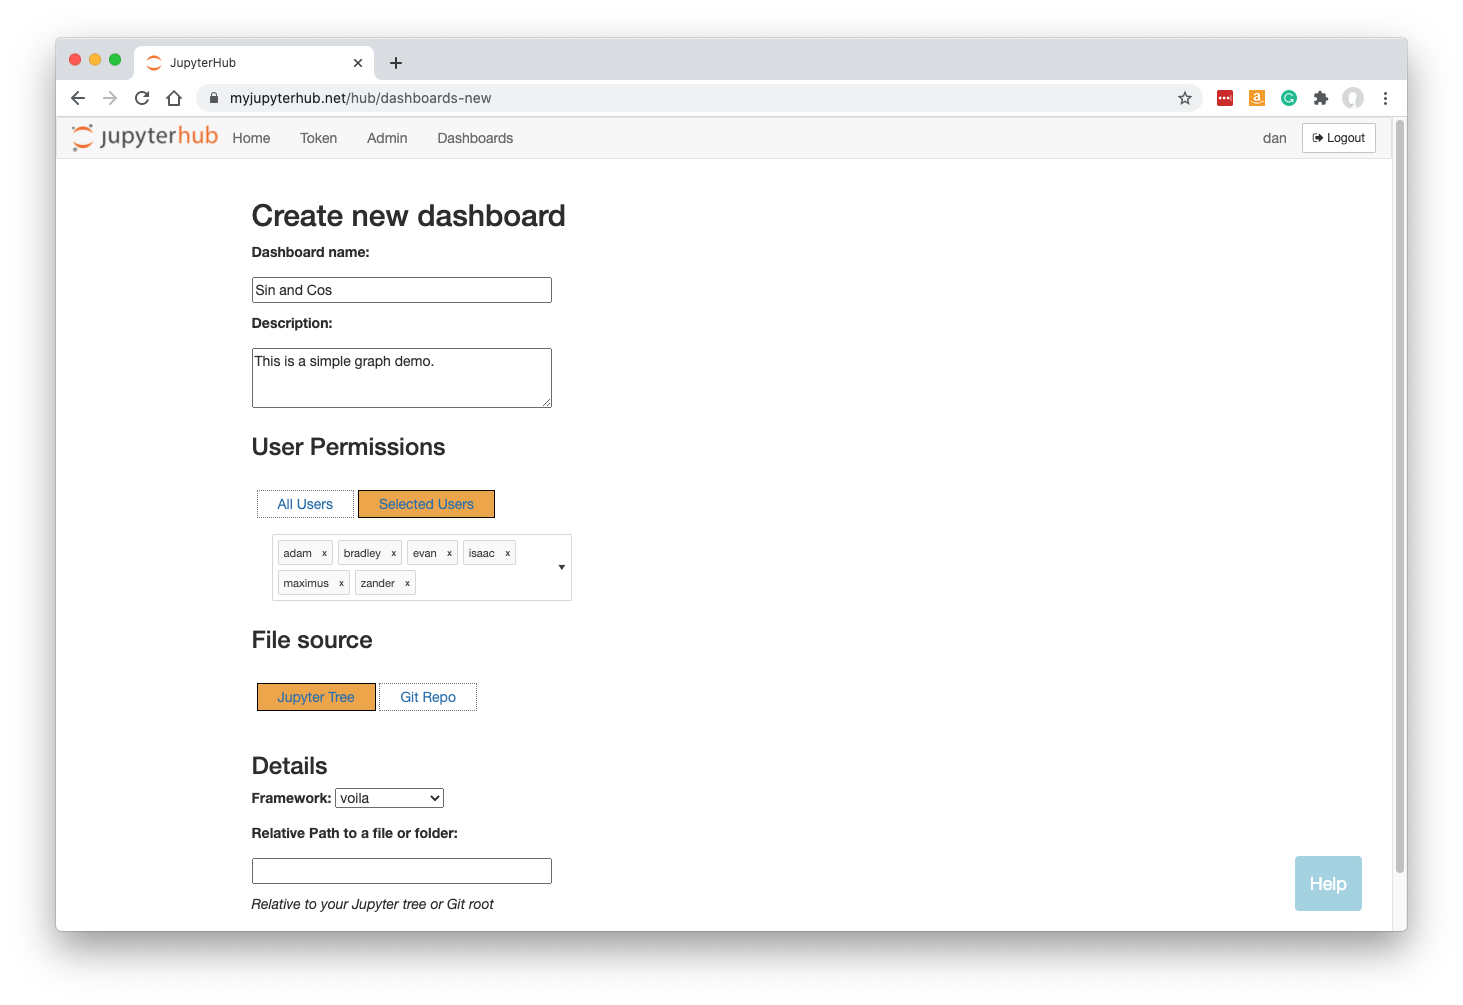 JupyterHub
myjupyterhub.net/hub/dashboards-new
jupyterhub Home Token Admin Dashboards dan Logout
Create new dashboard
Dashboard name:
Sin and Cos
Description:
This is a simple graph demo.
User Permissions
All Users Selected Users
adam x bradley x evan x isaac x
maximus x zander x
File source
Jupyter Tree Git Repo
Details
Framework: voila
Relative Path to a file or folder:
Relative to your Jupyter tree or Git root
Help